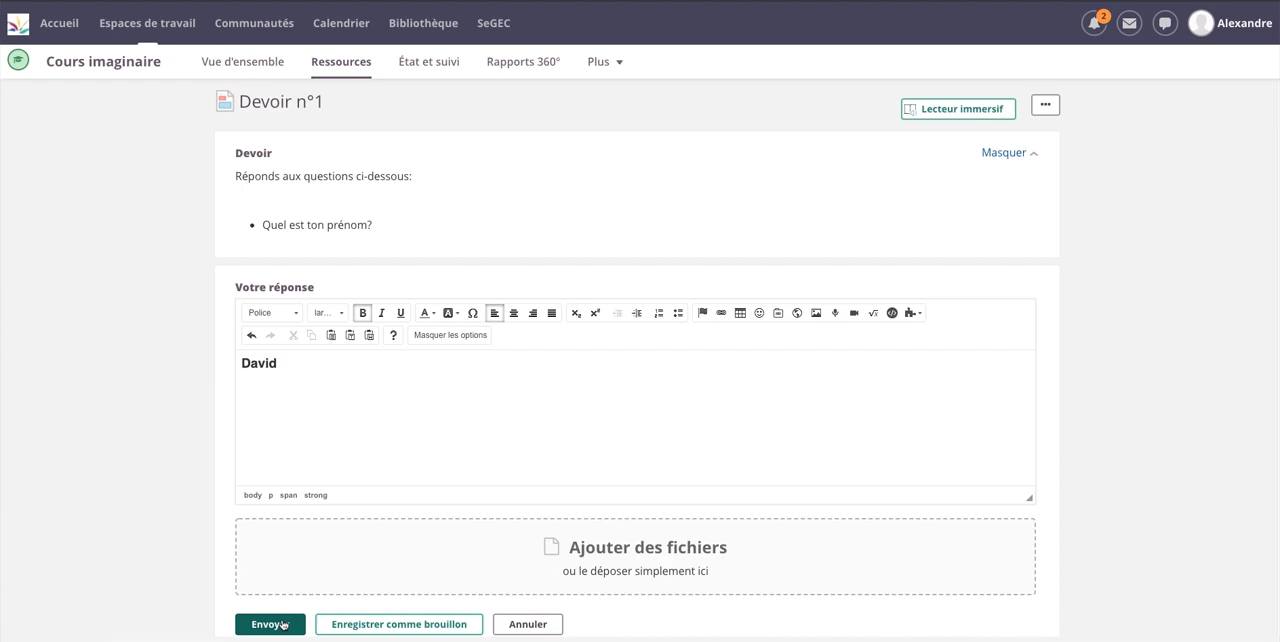 Accueil Espaces de travail Communautés Calendrier Bibliothèque SeGEC 2 Alexandre
Cours imaginaire Vue d'ensemble Ressources État et suivi Rapports 360° Plus
Devoir n°1
Lecteur immersif
Devoir Masquer
Réponds aux questions ci-dessous:
• Quel est ton prénom?
Votre réponse
Police lar... B I U A A Ω
? Masquer les options
David
body p span strong
Ajouter des fichiers
ou le déposer simplement ici
Enregistrer comme brouillon Annuler